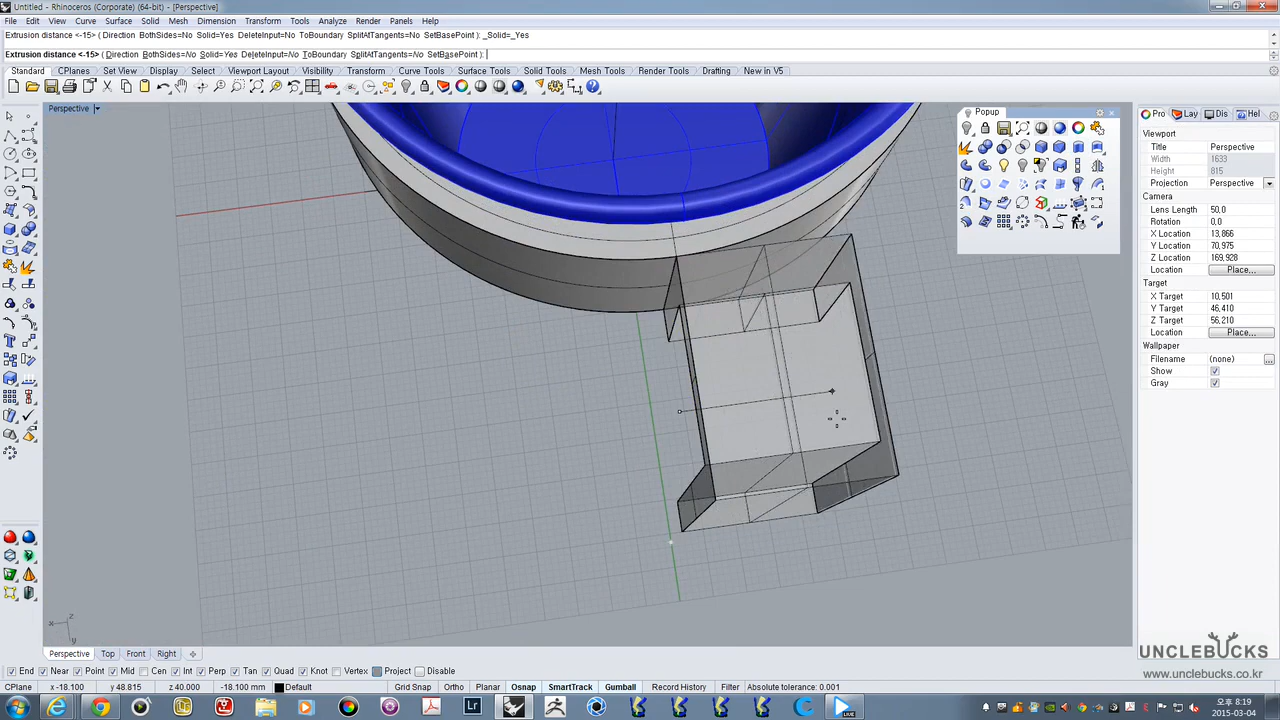 Untitled - Rhinoceros (Corporate) (64-bit) - [Perspective]
File Edit View Curve Surface Solid Mesh Dimension Transform Tools Analyze Render Panels Help
Extrusion distance <-15> ( Direction BothSides=No Solid=Yes DeleteInput=No ToBoundary SplitAtTangents=No SetBasePoint ): _Solid=_Yes
Extrusion distance <-15> ( Direction BothSides=No Solid=Yes DeleteInput=No ToBoundary SplitAtTangents=No SetBasePoint ):
Standard CPlanes Set View Display Select Viewport Layout Visibility Transform Curve Tools Surface Tools Solid Tools Mesh Tools Render Tools Drafting New in V5
Perspective
Popup
Pro Lay Dis Hel
Viewport
Title Perspective
Width 1633
Height 815
Projection Perspective
Camera
Lens Length 50,0
Rotation 0,0
X Location 13,866
Y Location 70,975
Z Location 169,928
Location Place...
Target
X Target 10,501
Y Target 46,410
Z Target 56,210
Location Place...
Wallpaper
Filename (none) ...
Show
Gray
z
x
y
Perspective Top Front Right
End Near Point Mid Cen Int Perp Tan Quad Knot Vertex Project Disable
CPlane x -18.100 y 48.815 z 40.000 -18.100 mm Default Grid Snap Ortho Planar Osnap SmartTrack Gumball Record History Filter Absolute tolerance: 0.001
UNCLEBUCKS
www.unclebucks.co.kr
Lr
LIVE
오후 8:19
2015-03-04